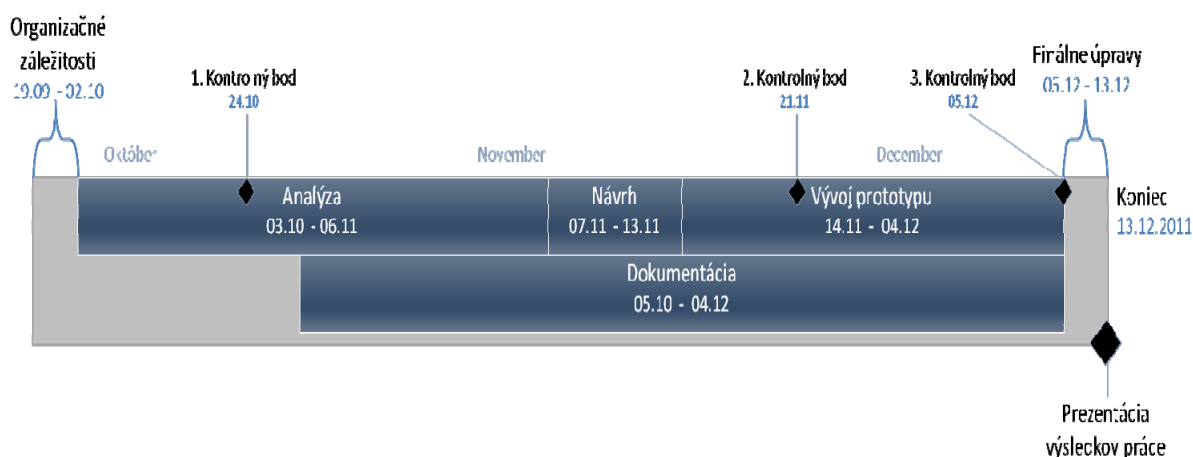 Organizačné
záležitosti
19.09 - 02.10
1. Kontro ný bod
24.10
2. Kontrolný bod
21.11
3. Kontrolný bod
05.12
Finálne úpravy
05.12 - 13.12
Október
November
December
Analýza
03.10 - 06.11
Návrh
07.11 - 13.11
Vývoj prototypu
14.11 - 04.12
Koniec
13.12.2011
Dokumentácia
05.10 - 04.12
Prezentácia
výsledkov práce